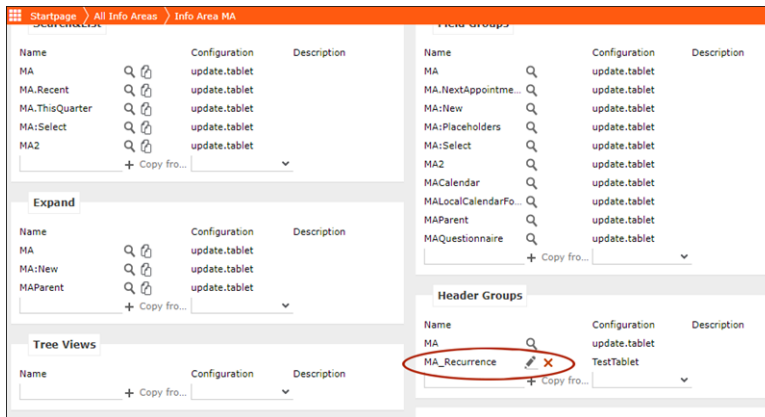 Startpage 〉 All Info Areas 〉 Info Area MA
Search&List
Name Configuration Description
MA update.tablet
MA.Recent update.tablet
MA.ThisQuarter update.tablet
MA:Select update.tablet
MA2 update.tablet
+ Copy fro...
Expand
Name Configuration Description
MA update.tablet
MA:New update.tablet
MAParent update.tablet
+ Copy fro...
Tree Views
Name Configuration Description
+ Copy fro...
Field Groups
Name Configuration Description
MA update.tablet
MA.NextAppointme... update.tablet
MA:New update.tablet
MA:Placeholders update.tablet
MA:Select update.tablet
MA2 update.tablet
MACalendar update.tablet
MALocalCalendarFo... update.tablet
MAParent update.tablet
MAQuestionnaire update.tablet
+ Copy fro...
Header Groups
Name Configuration Description
MA update.tablet
MA_Recurrence TestTablet
+ Copy fro...